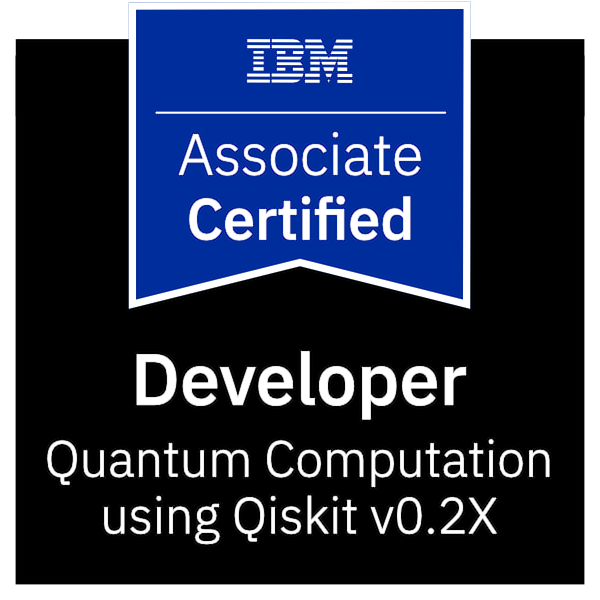 IBM
Associate
Certified
Developer
Quantum Computation
using Qiskit v0.2X